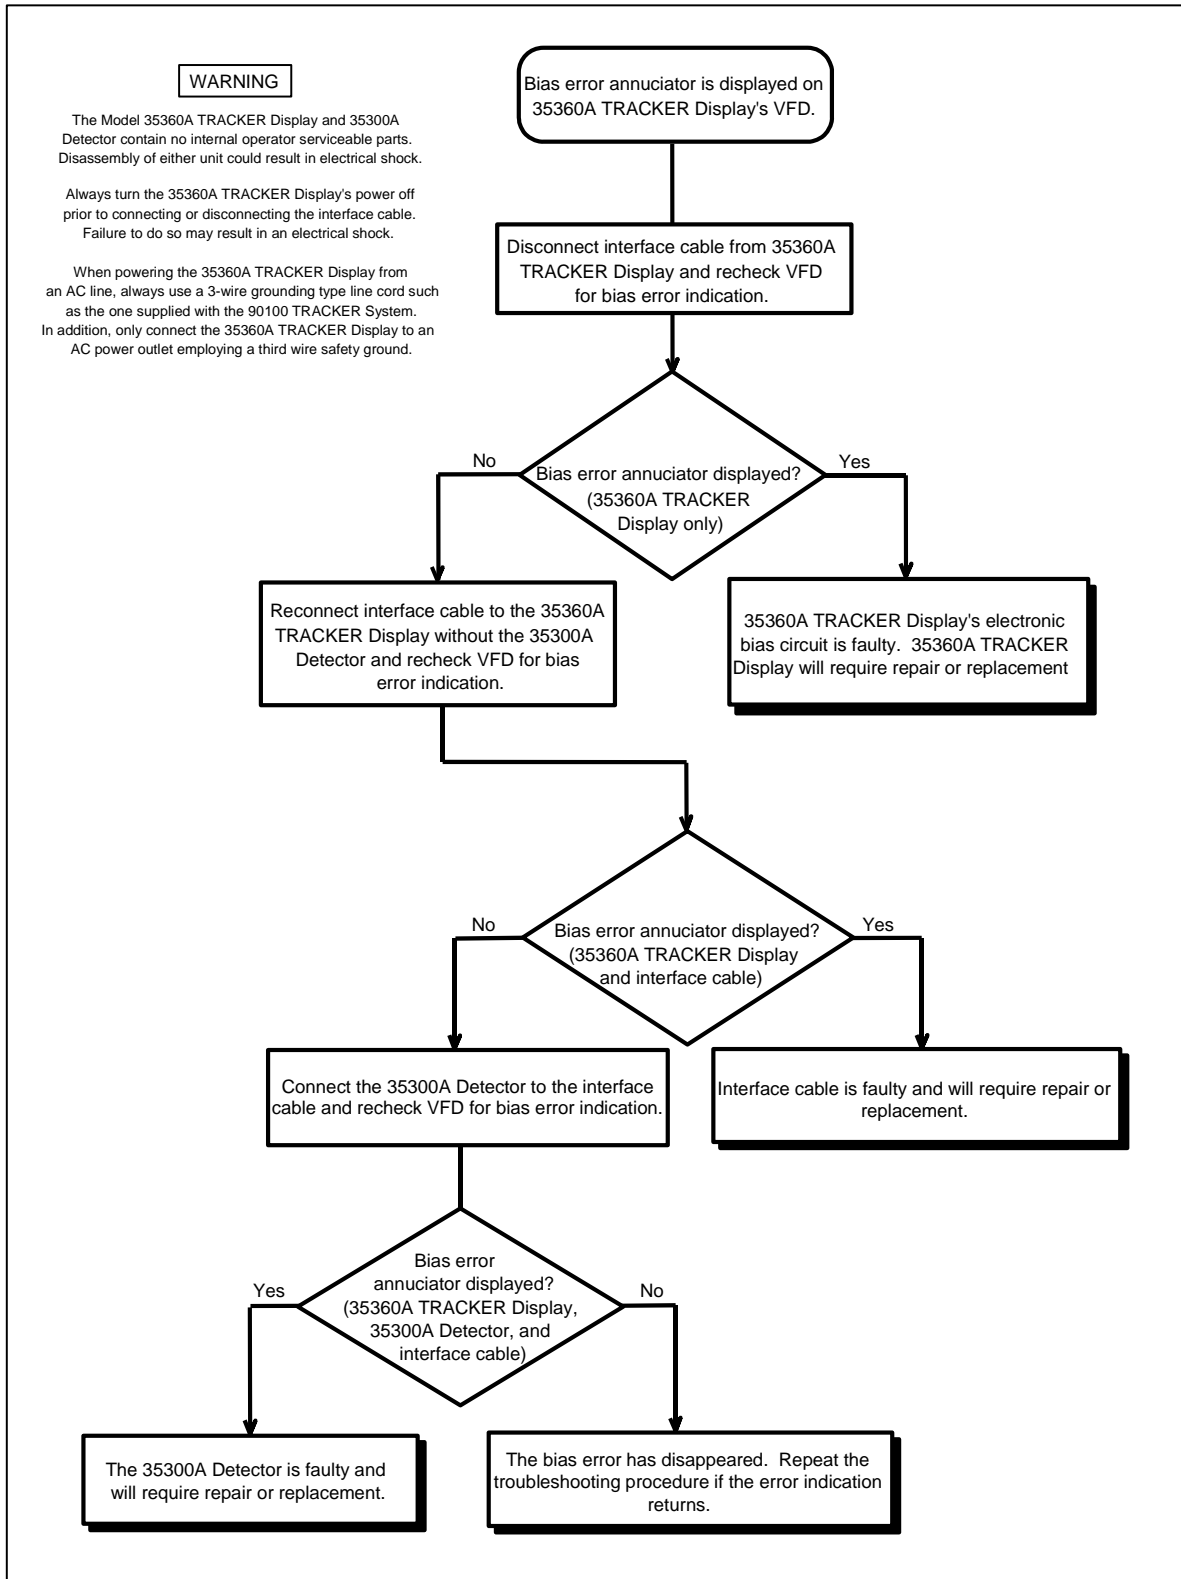 WARNING
The Model 35360A TRACKER Display and 35300A
Detector contain no internal operator serviceable parts.
Disassembly of either unit could result in electrical shock.
Always turn the 35360A TRACKER Display's power off
prior to connecting or disconnecting the interface cable.
Failure to do so may result in an electrical shock.
When powering the 35360A TRACKER Display from
an AC line, always use a 3-wire grounding type line cord such
as the one supplied with the 90100 TRACKER System.
In addition, only connect the 35360A TRACKER Display to an
AC power outlet employing a third wire safety ground.
Bias error annuciator is displayed on
35360A TRACKER Display's VFD.
Disconnect interface cable from 35360A
TRACKER Display and recheck VFD
for bias error indication.
No
Bias error annuciator displayed?
(35360A TRACKER
Display only)
Yes
Reconnect interface cable to the 35360A
TRACKER Display without the 35300A
Detector and recheck VFD for bias
error indication.
35360A TRACKER Display's electronic
bias circuit is faulty.  35360A TRACKER
Display will require repair or replacement
No
Bias error annuciator displayed?
(35360A TRACKER Display
and interface cable)
Yes
Connect the 35300A Detector to the interface
cable and recheck VFD for bias error indication.
Interface cable is faulty and will require repair or
replacement.
Yes
Bias error
annuciator displayed?
(35360A TRACKER Display,
35300A Detector, and
interface cable)
No
The 35300A Detector is faulty and
will require repair or replacement.
The bias error has disappeared.  Repeat the
troubleshooting procedure if the error indication
returns.